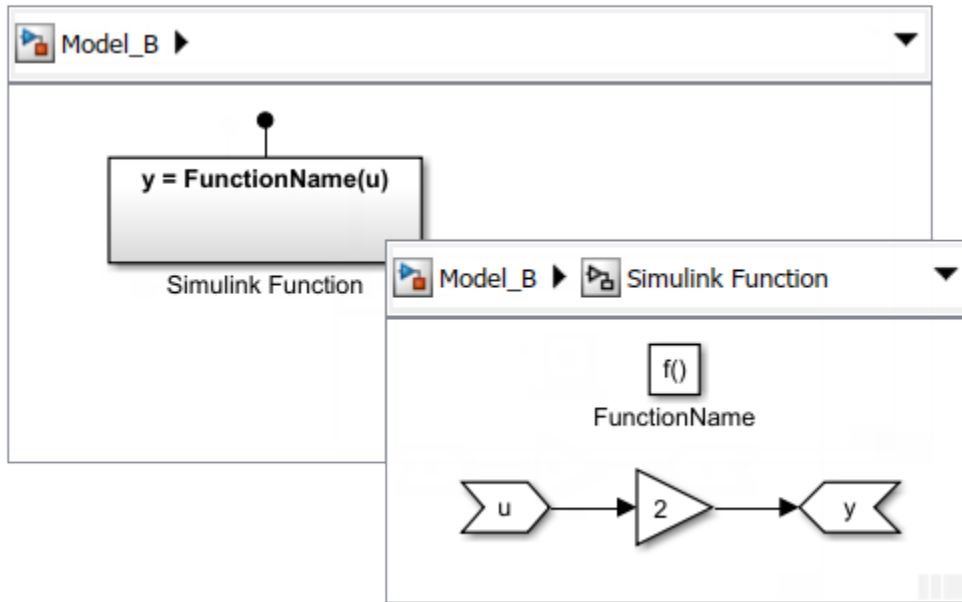 Model_B
y = FunctionName(u)
Simulink Function
Model_B Simulink Function
f()
FunctionName
u 2 y